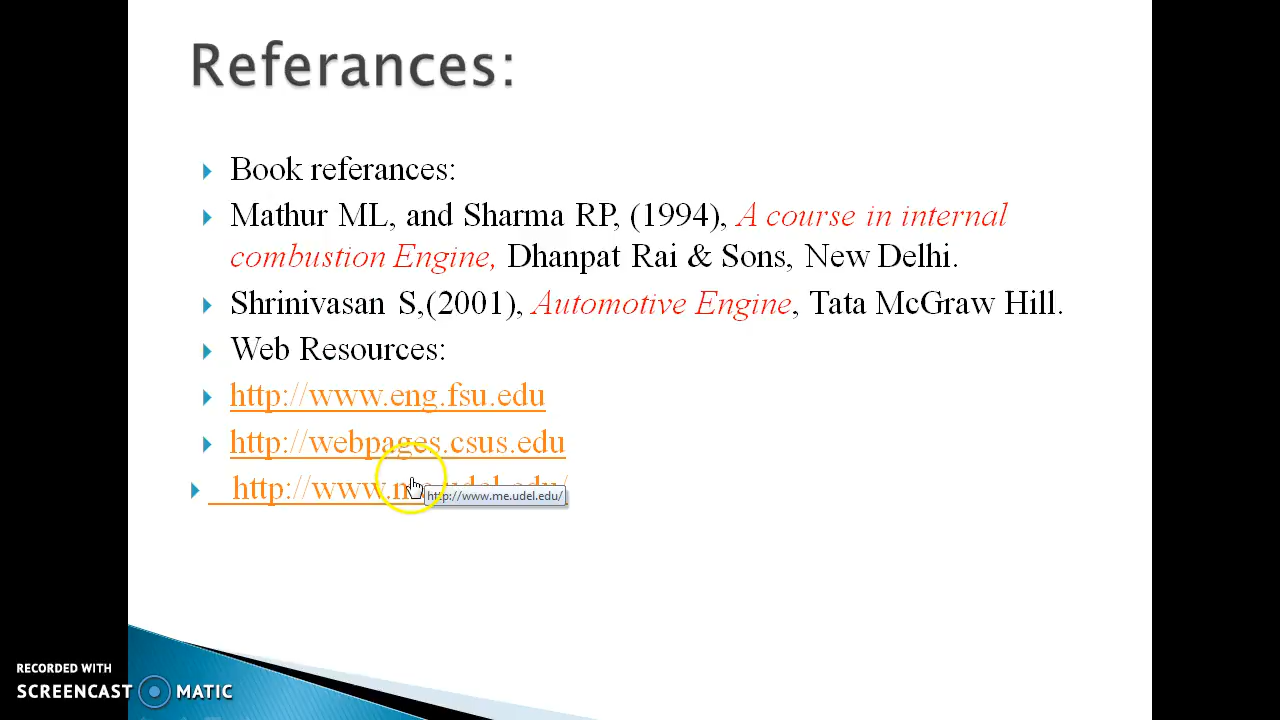 Referances:
Book referances:
Mathur ML, and Sharma RP, (1994), A course in internal
combustion Engine, Dhanpat Rai & Sons, New Delhi.
Shrinivasan S,(2001), Automotive Engine, Tata McGraw Hill.
Web Resources:
http://www.eng.fsu.edu
http://webpages.csus.edu
http://www.me.udel.edu/
http://www.me.udel.edu/
RECORDED WITH
SCREENCAST MATIC